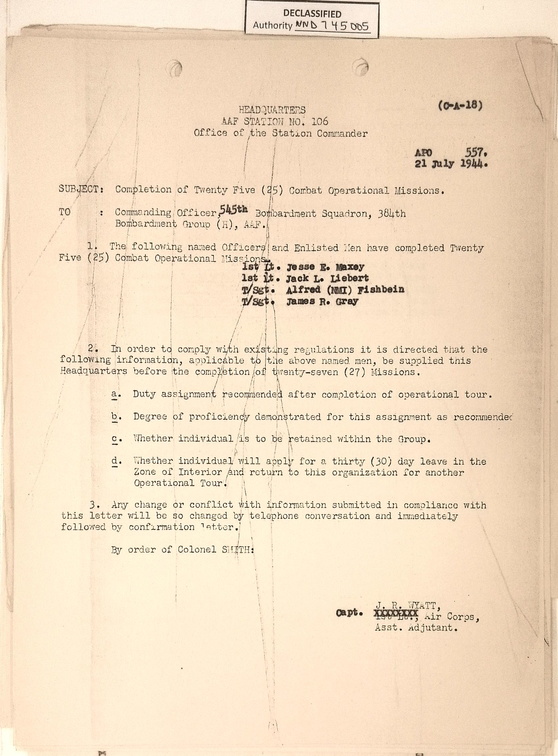 DECLASSIFIED
Authority NND 745005
HEADQUARTERS
AAF STATION NO. 106
Office of the Station Commander
(O-A-18)
APO 557.
21 July 1944.
SUBJECT: Completion of Twenty Five (25) Combat Operational Missions.
TO : Commanding Officer, 545th Bombardment Squadron, 384th
Bombardment Group (H), AAF.
1. The following named Officers and Enlisted Men have completed Twenty
Five (25) Combat Operational Missions.
1st Lt. Jesse E. Maxey
1st Lt. Jack L. Liebert
T/Sgt. Alfred (NMI) Fishbein
T/Sgt. James R. Gray
2. In order to comply with existing regulations it is directed that the
following information, applicable to the above named men, be supplied this
Headquarters before the completion of twenty-seven (27) Missions.
a. Duty assignment recommended after completion of operational tour.
b. Degree of proficiency demonstrated for this assignment as recommended
c. Whether individual is to be retained within the Group.
d. Whether individual will apply for a thirty (30) day leave in the
Zone of Interior and return to this organization for another
Operational Tour.
3. Any change or conflict with information submitted in compliance with
this letter will be so changed by telephone conversation and immediately
followed by confirmation letter.
By order of Colonel SMITH:
J. R. WYATT,
Capt. Air Corps,
Asst. Adjutant.